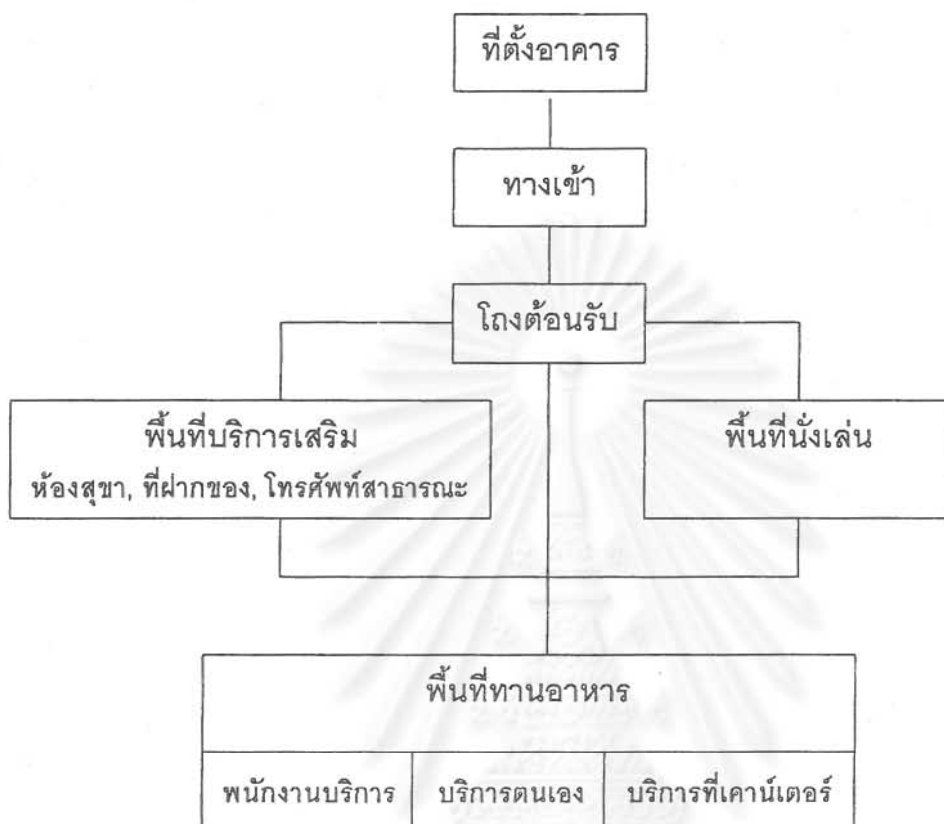 ที่ตั้งอาคาร
ทางเข้า
โถงต้อนรับ
พื้นที่บริการเสริม
ห้องสุขา, ที่ฝากของ, โทรศัพท์สาธารณะ
พื้นที่นั่งเล่น
พื้นที่ทานอาหาร
พนักงานบริการ
บริการตนเอง
บริการที่เคาน์เตอร์